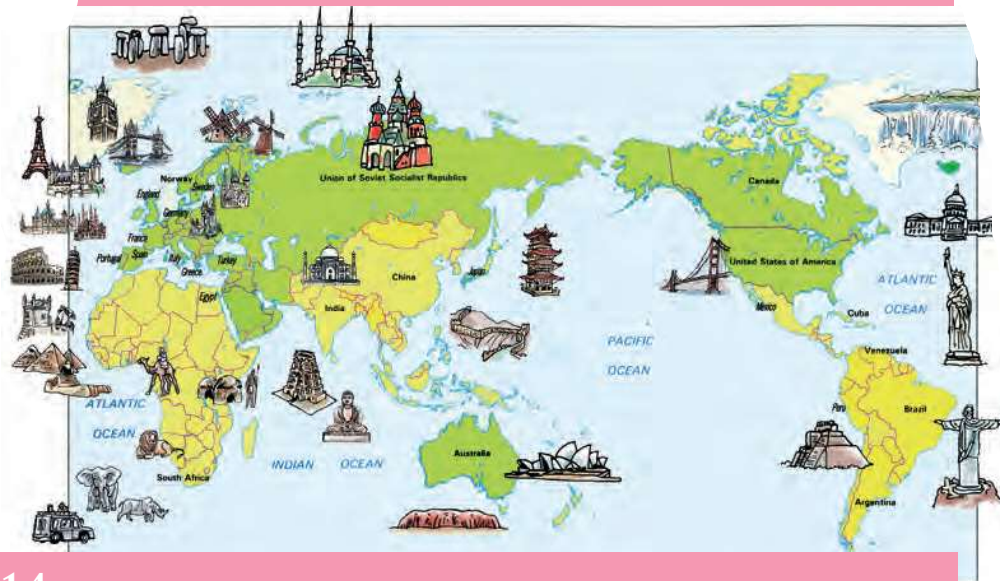 Norway
Sweden
England
Germany
France
Portugal
Spain
Italy
Greece
Turkey
Egypt
Union of Soviet Socialist Republics
China
Japan
India
ATLANTIC
OCEAN
South Africa
INDIAN OCEAN
Australia
PACIFIC
OCEAN
Canada
United States of America
Mexico
Cuba
ATLANTIC
OCEAN
Venezuela
Peru
Brazil
Argentina
14